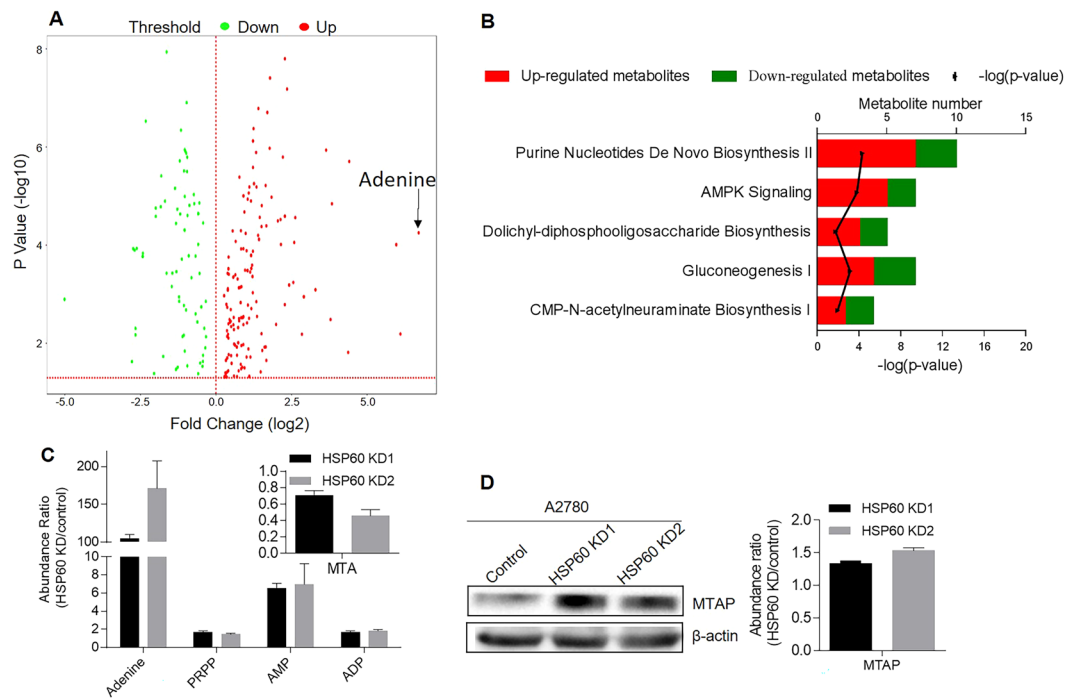 A
Threshold Down Up
8
6
4
2
P Value (-log10)
Adenine
-5.0 0.0 2.5 5.0
Fold Change (log2)
B
Up-regulated metabolites Down-regulated metabolites -log(p-value)
Metabolite number
0 5 10 15
Purine Nucleotides De Novo Biosynthesis II
AMPK Signaling
Dolichyl-diphosphooligosaccharide Biosynthesis
Gluconeogenesis I
CMP-N-acetylneuraminate Biosynthesis I
0 4 8 12 16 20
-log(p-value)
C
HSP60 KD1
HSP60 KD2
Abundance Ratio
(HSP60 KD/control)
200
150
100
10
8
6
4
2
0
1.0
0.8
0.6
0.4
0.2
0.0
MTA
Adenine PRPP AMP ADP
D
A2780
Control HSP60 KD1 HSP60 KD2
MTAP
β-actin
HSP60 KD1
HSP60 KD2
Abundance ratio
(HSP60 KD/control)
2.0
1.5
1.0
0.5
0.0
MTAP